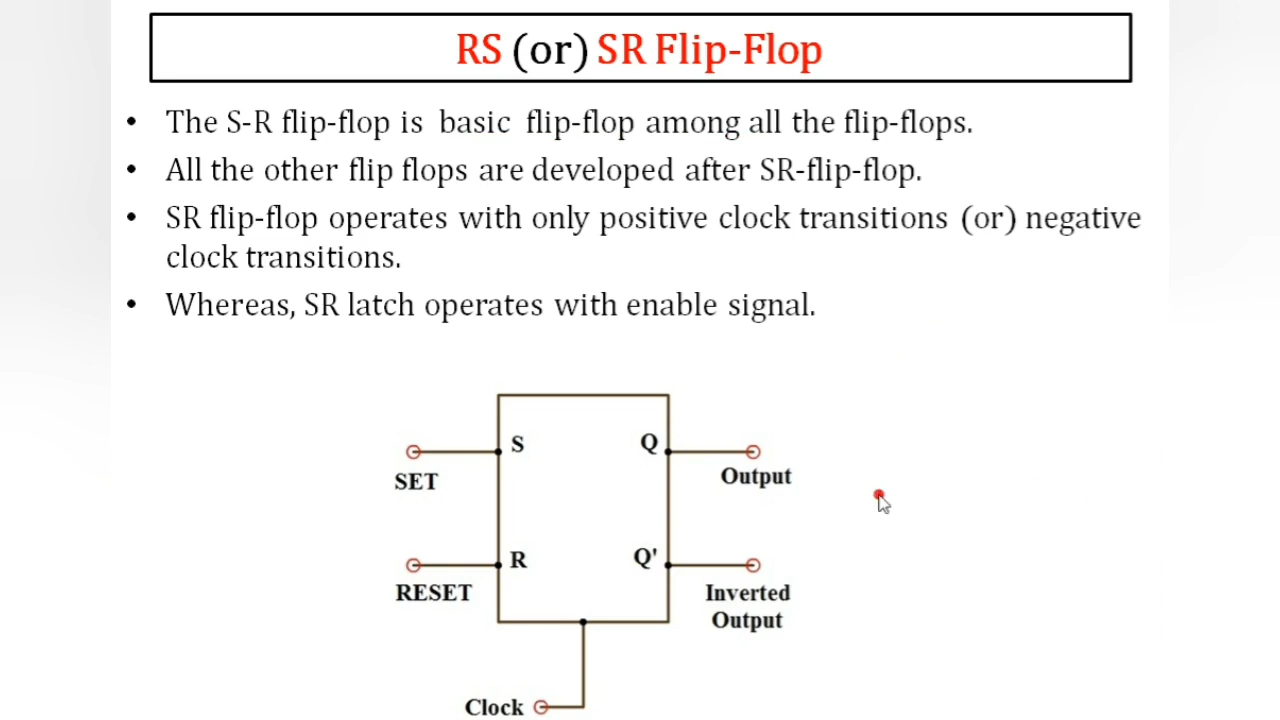 RS (or) SR Flip-Flop
• The S-R flip-flop is basic flip-flop among all the flip-flops.
• All the other flip flops are developed after SR-flip-flop.
• SR flip-flop operates with only positive clock transitions (or) negative
clock transitions.
• Whereas, SR latch operates with enable signal.
S Q
SET Output
R Q'
RESET Inverted
Output
Clock